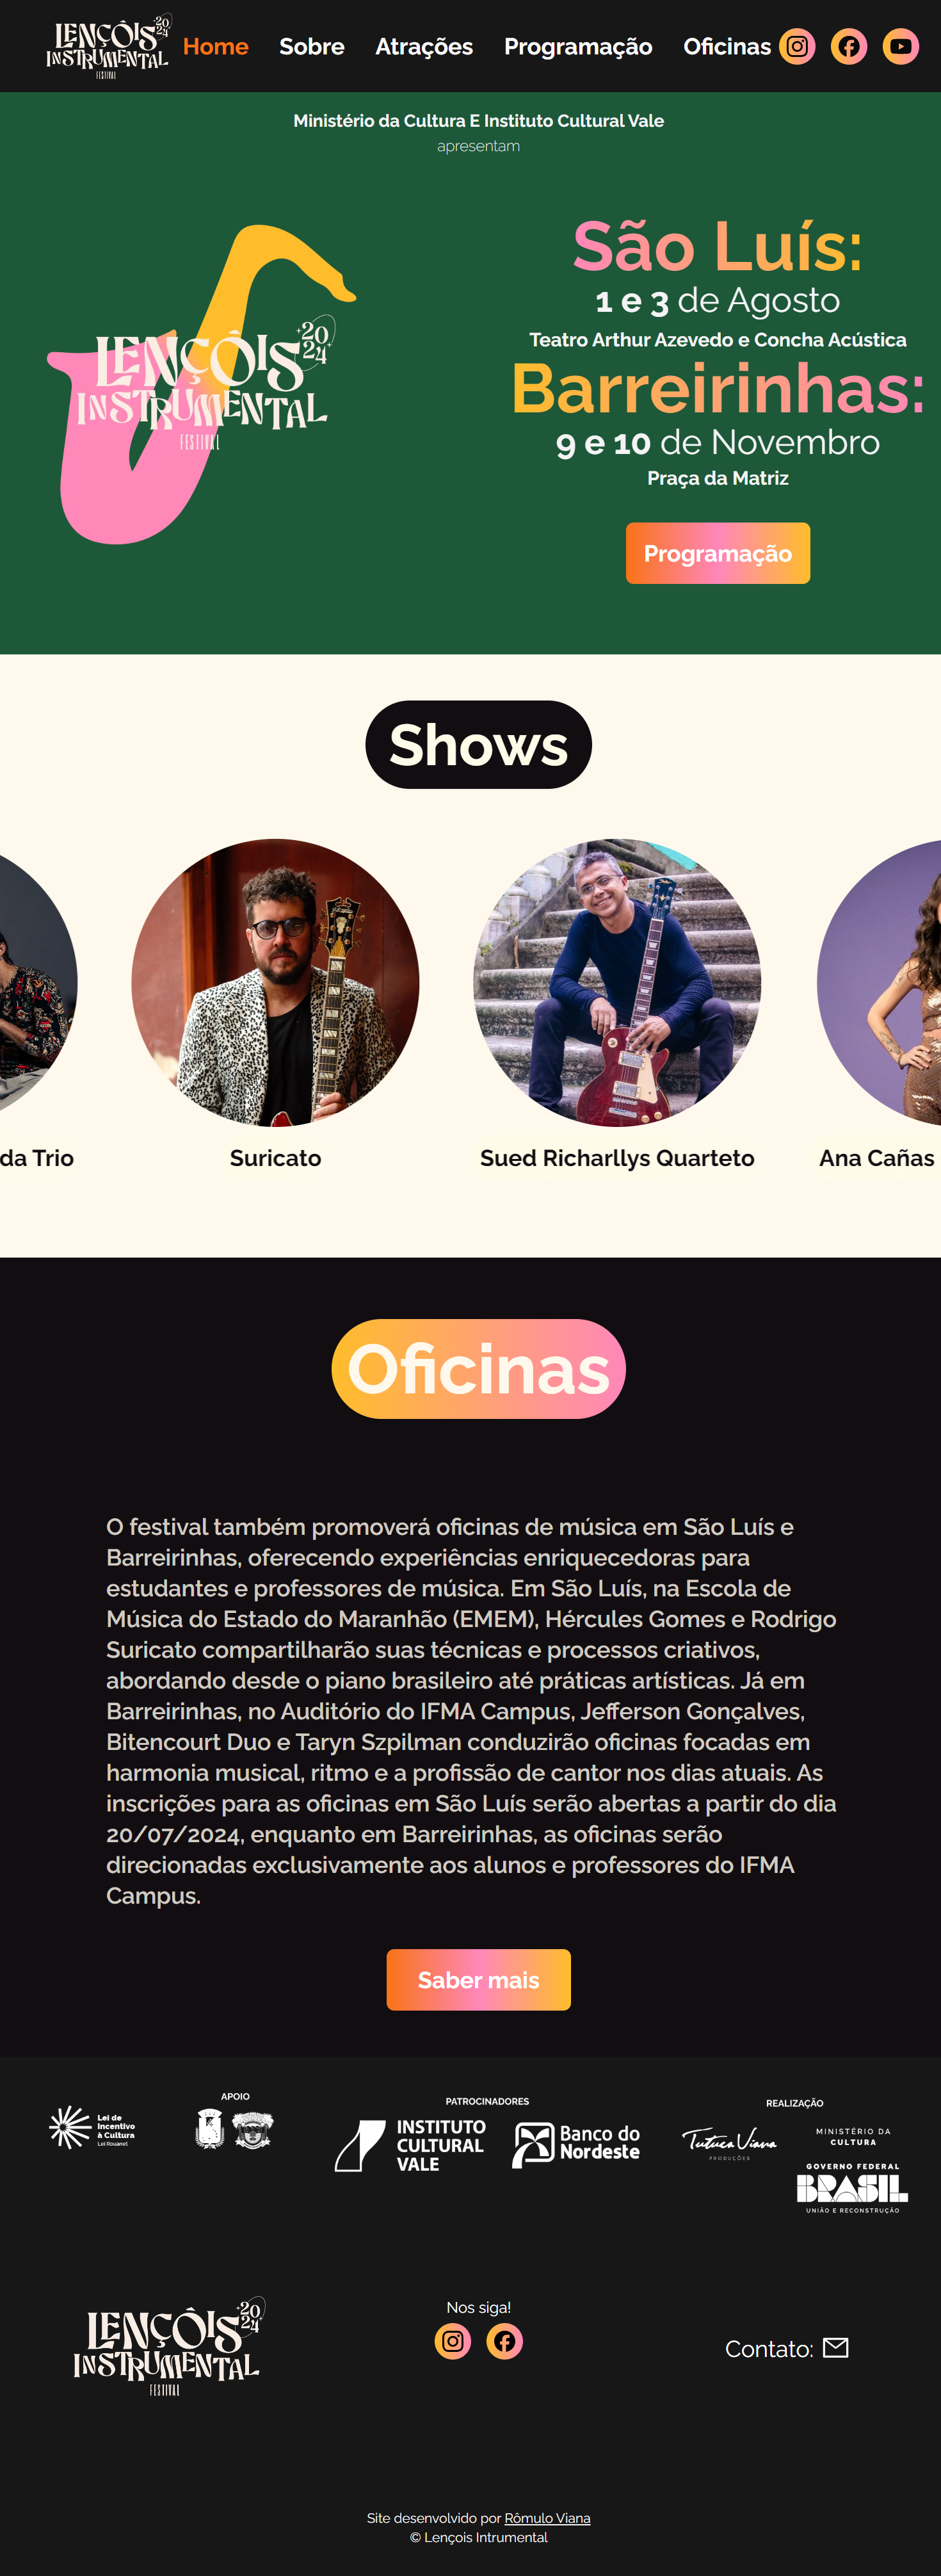 LENÇÓIS 2024
INSTRUMENTAL
FESTIVAL
Home Sobre Atrações Programação Oficinas
Ministério da Cultura E Instituto Cultural Vale
apresentam
LENÇÓIS 2024
INSTRUMENTAL
FESTIVAL
São Luís:
1 e 3 de Agosto
Teatro Arthur Azevedo e Concha Acústica
Barreirinhas:
9 e 10 de Novembro
Praça da Matriz
Programação
Shows
da Trio
Suricato
Sued Richarllys Quarteto
Ana Cañas
Oficinas
O festival também promoverá oficinas de música em São Luís e
Barreirinhas, oferecendo experiências enriquecedoras para
estudantes e professores de música. Em São Luís, na Escola de
Música do Estado do Maranhão (EMEM), Hércules Gomes e Rodrigo
Suricato compartilharão suas técnicas e processos criativos,
abordando desde o piano brasileiro até práticas artísticas. Já em
Barreirinhas, no Auditório do IFMA Campus, Jefferson Gonçalves,
Bitencourt Duo e Taryn Szpilman conduzirão oficinas focadas em
harmonia musical, ritmo e a profissão de cantor nos dias atuais. As
inscrições para as oficinas em São Luís serão abertas a partir do dia
20/07/2024, enquanto em Barreirinhas, as oficinas serão
direcionadas exclusivamente aos alunos e professores do IFMA
Campus.
Saber mais
Lei de
Incentivo
à Cultura
Lei Rouanet
APOIO
PATROCINADORES
INSTITUTO
CULTURAL
VALE
Banco do
Nordeste
REALIZAÇÃO
Tutuca Viana
PRODUÇÕES
MINISTÉRIO DA
CULTURA
GOVERNO FEDERAL
BRASIL
UNIÃO E RECONSTRUÇÃO
LENÇÓIS 2024
INSTRUMENTAL
FESTIVAL
Nos siga!
Contato:
Site desenvolvido por Rômulo Viana
© Lençois Intrumental